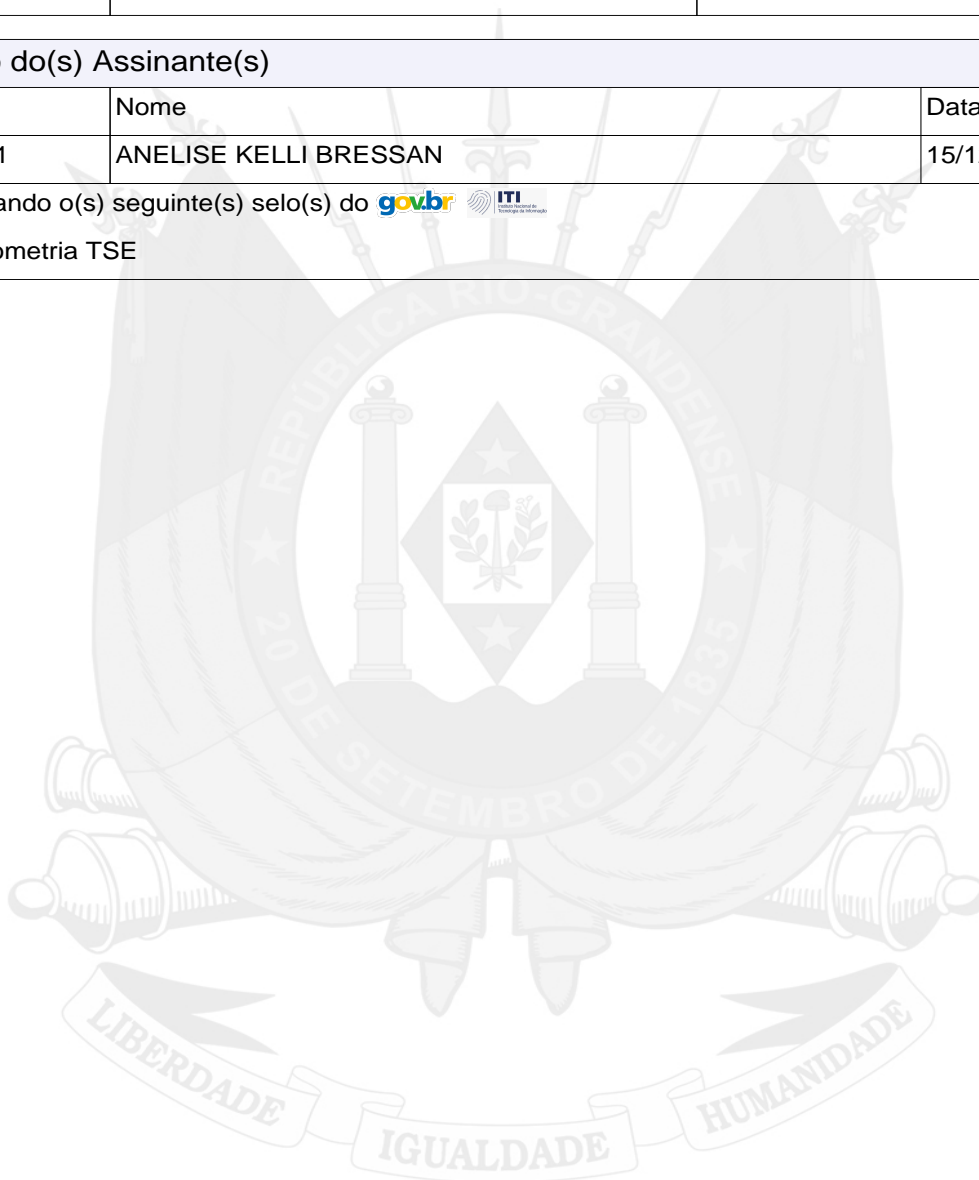 do(s) Assinante(s)
Nome Data
1 ANELISE KELLI BRESSAN 15/1
ando o(s) seguinte(s) selo(s) do gov.br ITI
ometria TSE
REPÚBLICA RIO-GRANDENSE
20 DE SETEMBRO DE 1835
LIBERDADE IGUALDADE HUMANIDADE